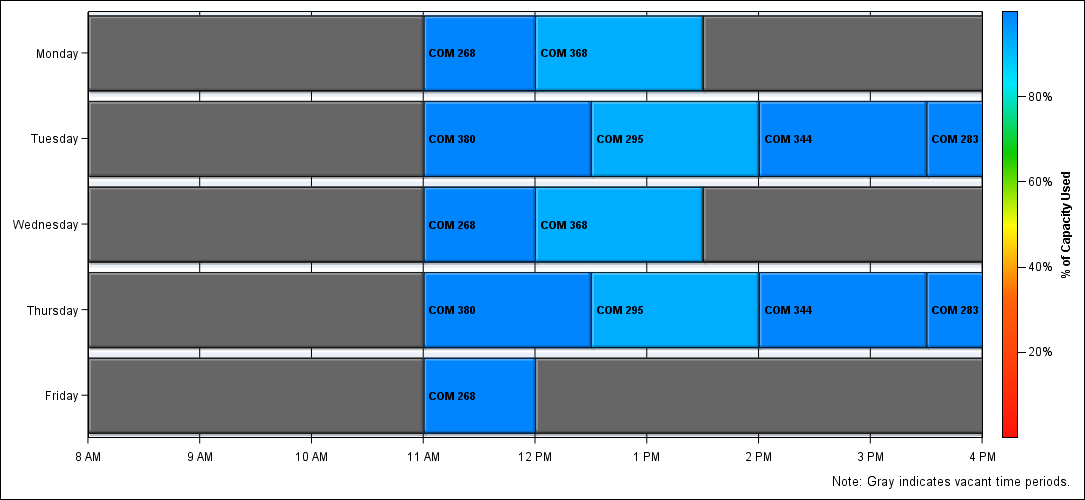 Monday COM 268 COM 368
80%
Tuesday COM 380 COM 295 COM 344 COM 283
60%
% of Capacity Used
Wednesday COM 268 COM 368
40%
Thursday COM 380 COM 295 COM 344 COM 283
20%
Friday COM 268
8 AM 9 AM 10 AM 11 AM 12 PM 1 PM 2 PM 3 PM 4 PM
Note: Gray indicates vacant time periods.